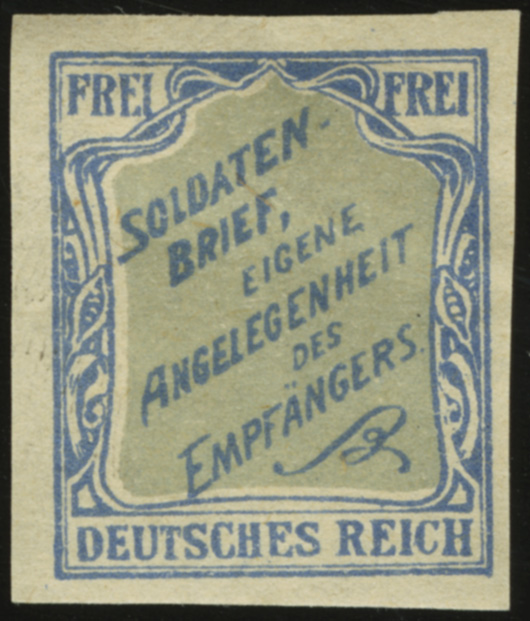 FREI FREI
SOLDATEN-
BRIEF,
EIGENE
ANGELEGENHEIT
DES
EMPFÄNGERS.
DEUTSCHES REICH